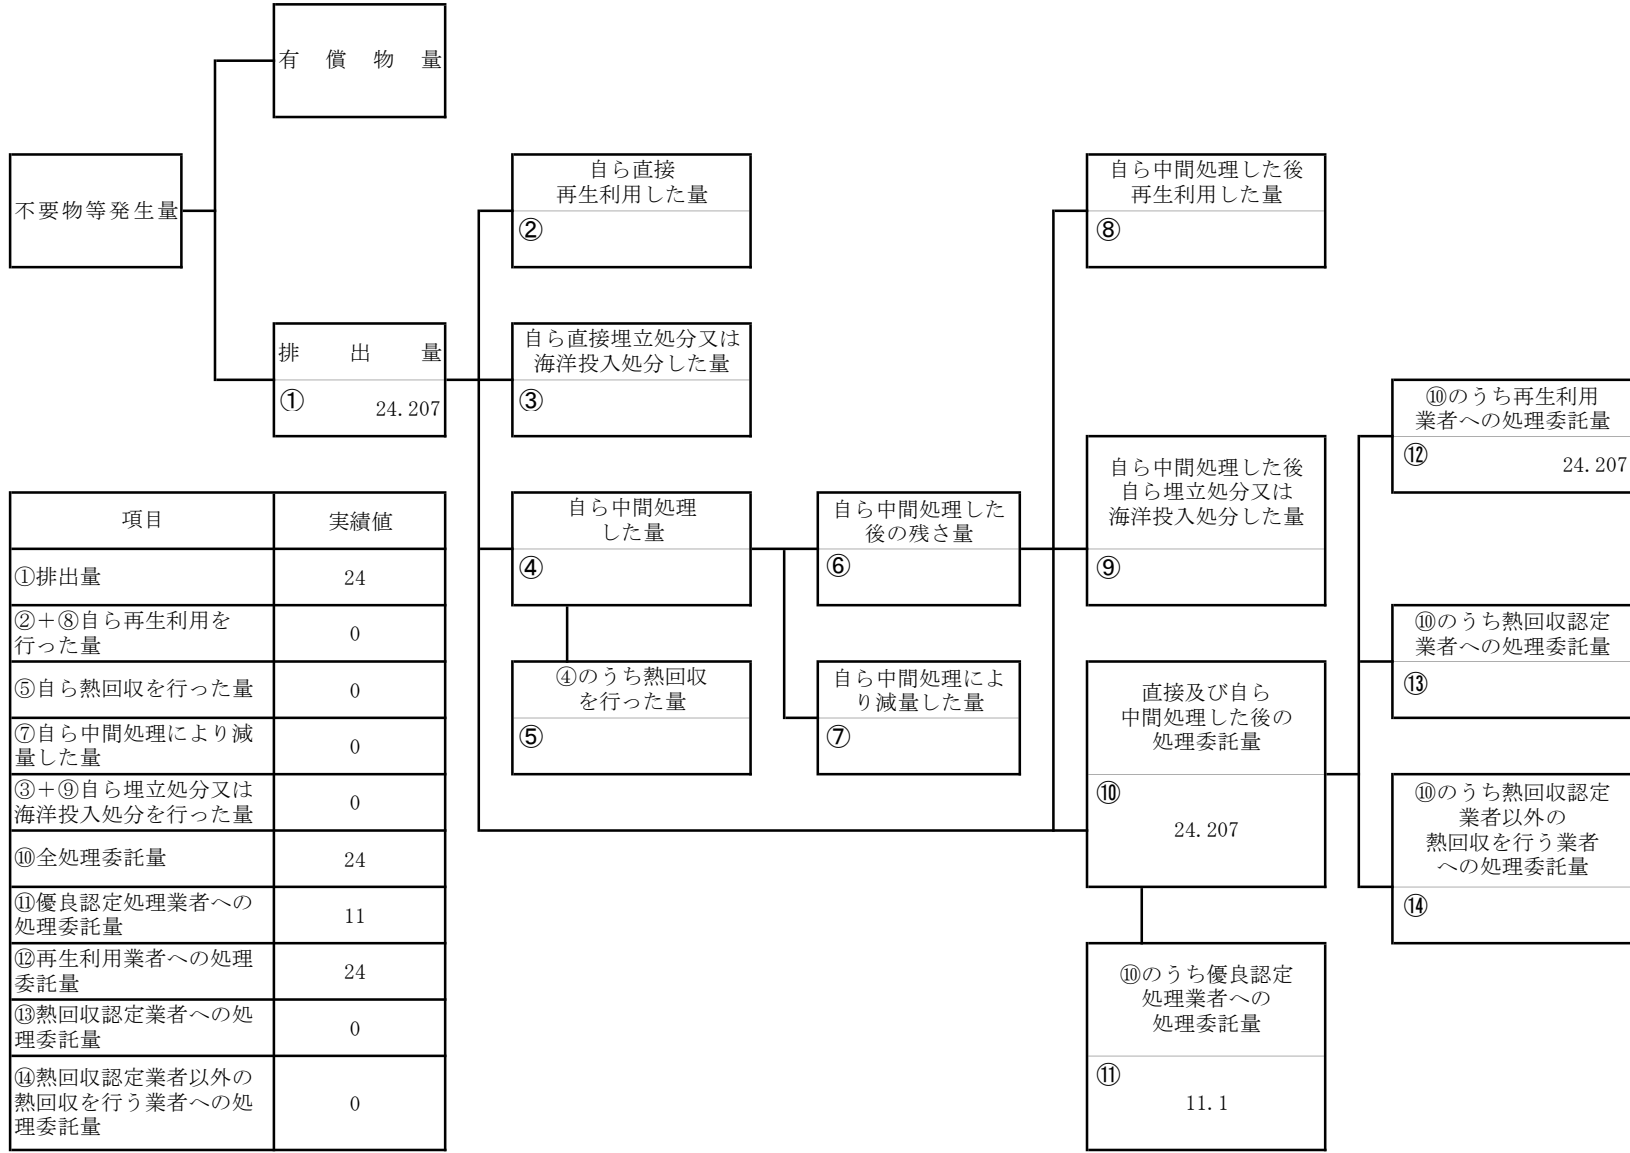 有償物量
不要物等発生量
排出量
①
24.207
自ら直接
再生利用した量
②
自ら直接埋立処分又は
海洋投入処分した量
③
自ら中間処理
した量
④
④のうち熱回収
を行った量
⑤
自ら中間処理した
後の残さ量
⑥
自ら中間処理によ
り減量した量
⑦
自ら中間処理した後
再生利用した量
⑧
自ら中間処理した後
自ら埋立処分又は
海洋投入処分した量
⑨
直接及び自ら
中間処理した後の
処理委託量
⑩
24.207
⑩のうち優良認定
処理業者への
処理委託量
⑪
11.1
⑩のうち再生利用
業者への処理委託量
⑫
24.207
⑩のうち熱回収認定
業者への処理委託量
⑬
⑩のうち熱回収認定
業者以外の
熱回収を行う業者
への処理委託量
⑭
項目 実績値
①排出量 24
②+⑧自ら再生利用を
行った量 0
⑤自ら熱回収を行った量 0
⑦自ら中間処理により減
量した量 0
③+⑨自ら埋立処分又は
海洋投入処分を行った量 0
⑩全処理委託量 24
⑪優良認定処理業者への
処理委託量 11
⑫再生利用業者への処理
委託量 24
⑬熱回収認定業者への処
理委託量 0
⑭熱回収認定業者以外の
熱回収を行う業者への処
理委託量 0